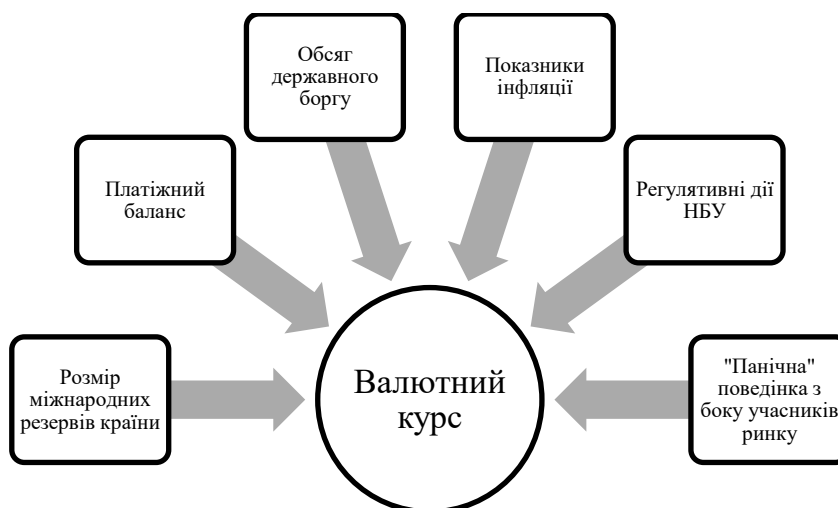 Обсяг
державного
боргу
Показники
інфляції
Платіжний
баланс
Регулятивні дії
НБУ
Розмір
міжнародних
резервів країни
Валютний
курс
"Панічна"
поведінка з
боку учасників
ринку